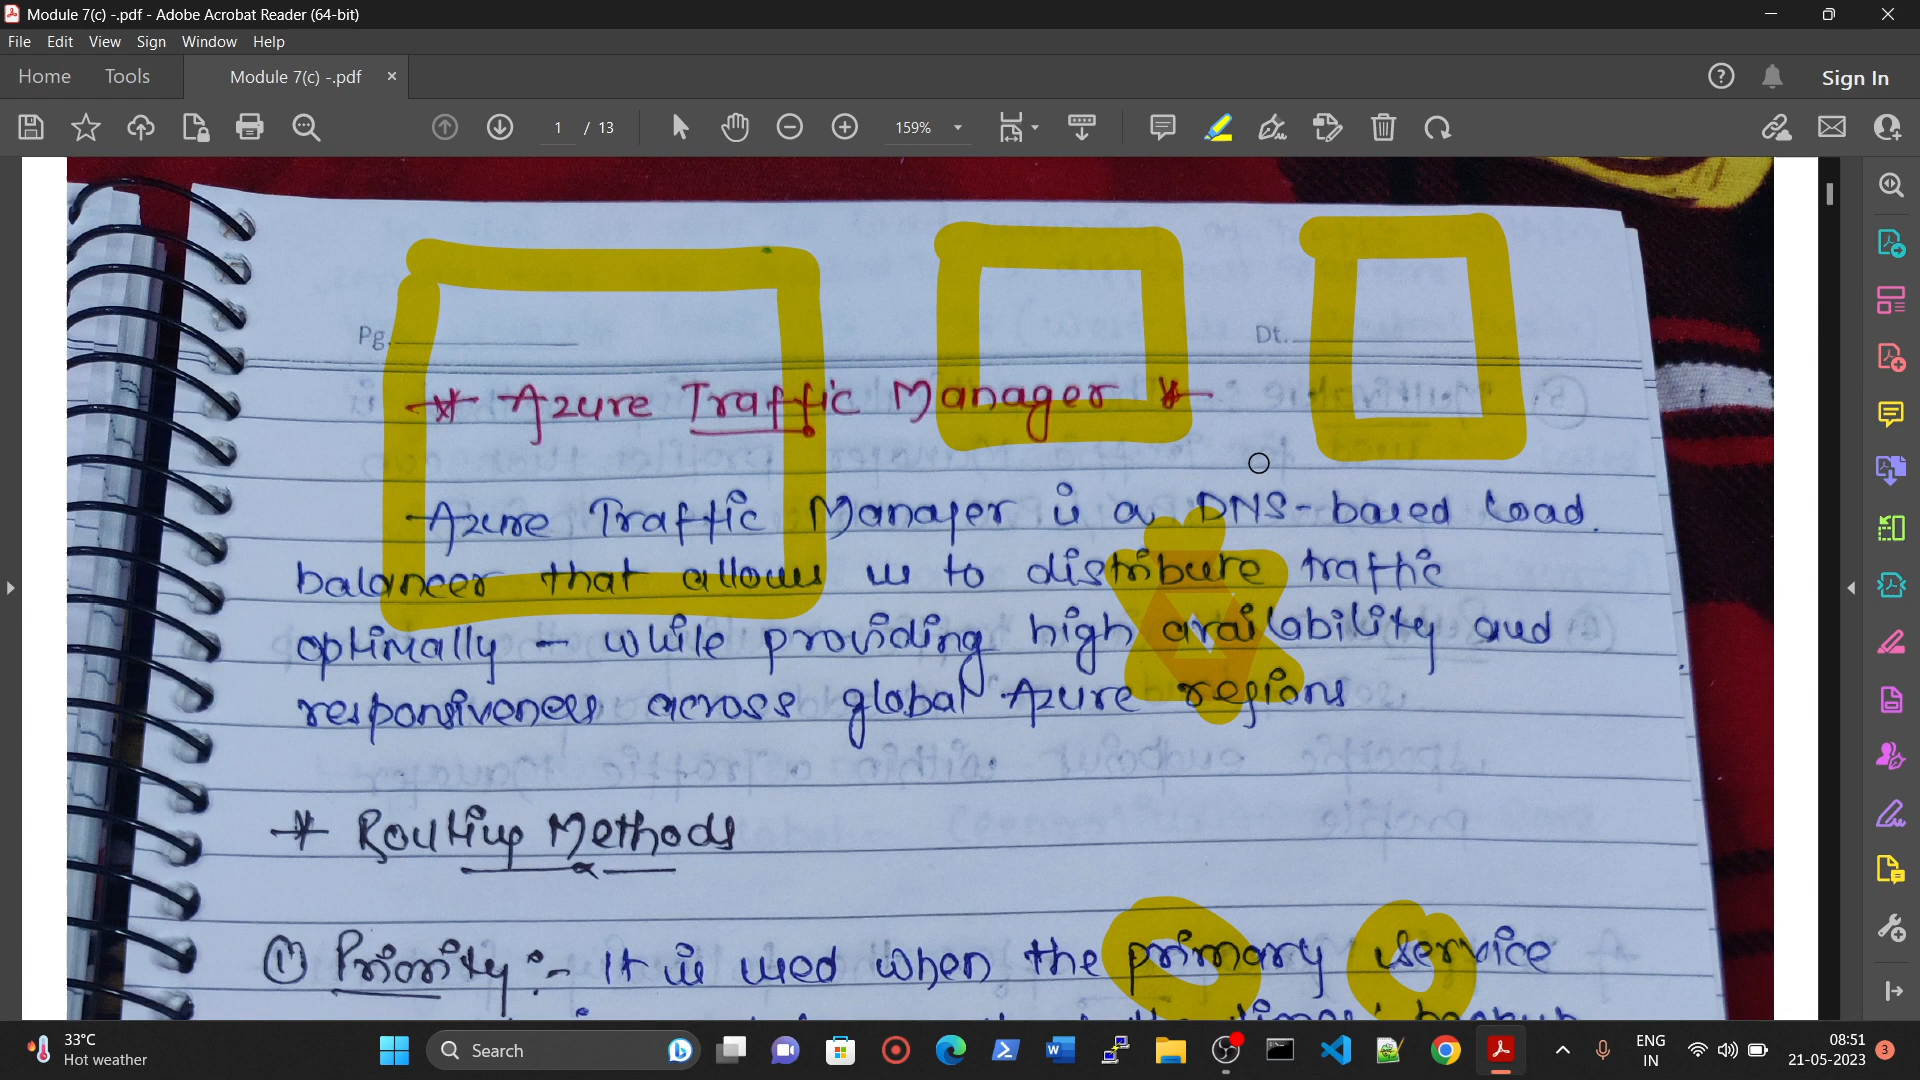 Module 7(c) -.pdf - Adobe Acrobat Reader (64-bit)
File Edit View Sign Window Help
Home Tools Module 7(c) -.pdf × Sign In
1 / 13 159%
Pg. Dt.
* Azure Traffic Manager *
Azure Traffic Manager is a DNS-based load
balancer that allows us to distribute traffic
optimally - while providing high availability and
responsiveness across global Azure regions
* Routing Methods
① Priority :- It is used when the primary service
33°C
Hot weather
Search
ENG
IN
08:51
21-05-2023
3